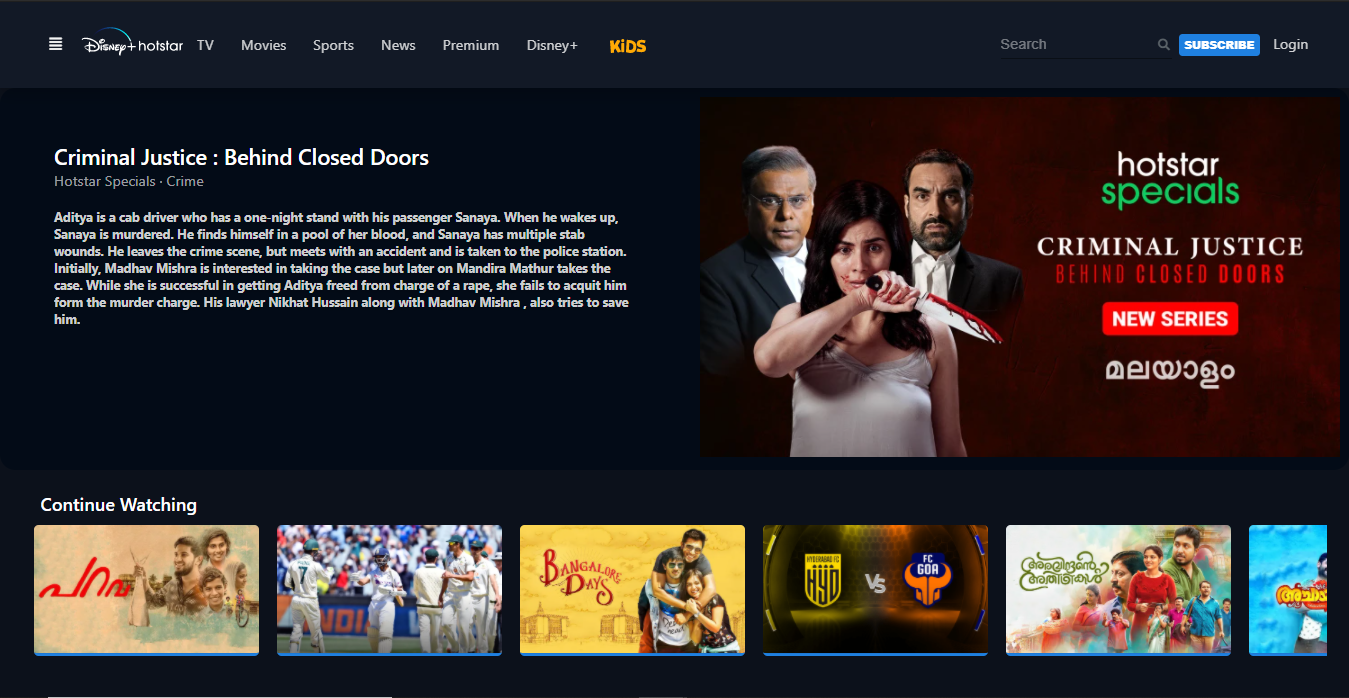 Disney+ hotstar TV Movies Sports News Premium Disney+ KiDS Search SUBSCRIBE Login
Criminal Justice : Behind Closed Doors
Hotstar Specials · Crime
Aditya is a cab driver who has a one-night stand with his passenger Sanaya. When he wakes up,
Sanaya is murdered. He finds himself in a pool of her blood, and Sanaya has multiple stab
wounds. He leaves the crime scene, but meets with an accident and is taken to the police station.
Initially, Madhav Mishra is interested in taking the case but later on Mandira Mathur takes the
case. While she is successful in getting Aditya freed from charge of a rape, she fails to acquit him
form the murder charge. His lawyer Nikhat Hussain along with Madhav Mishra , also tries to save
him.
hotstar
specials
CRIMINAL JUSTICE
BEHIND CLOSED DOORS
NEW SERIES
മലയാളം
Continue Watching
പറവ
7
BANGALORE
DAYS
HYDERABAD FC
HYD
VS
FC
GOA
അരവിന്ദന്റെ
അതിഥികൾ